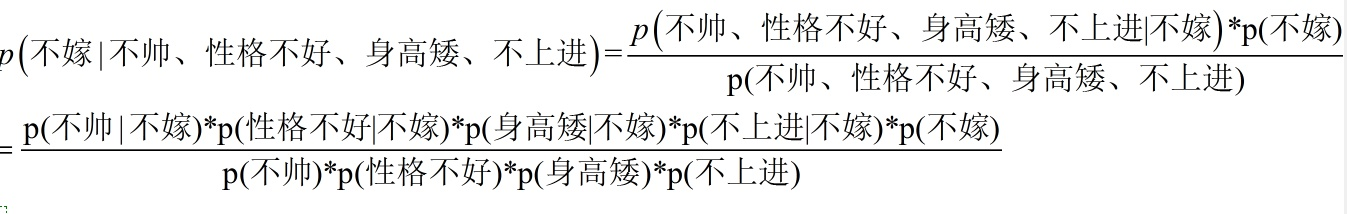 p(不嫁|不帅、性格不好、身高矮、不上进)=
p(不帅、性格不好、身高矮、不上进|不嫁)*p(不嫁)
p(不帅、性格不好、身高矮、不上进)
=
p(不帅|不嫁)*p(性格不好|不嫁)*p(身高矮|不嫁)*p(不上进|不嫁)*p(不嫁)
p(不帅)*p(性格不好)*p(身高矮)*p(不上进)